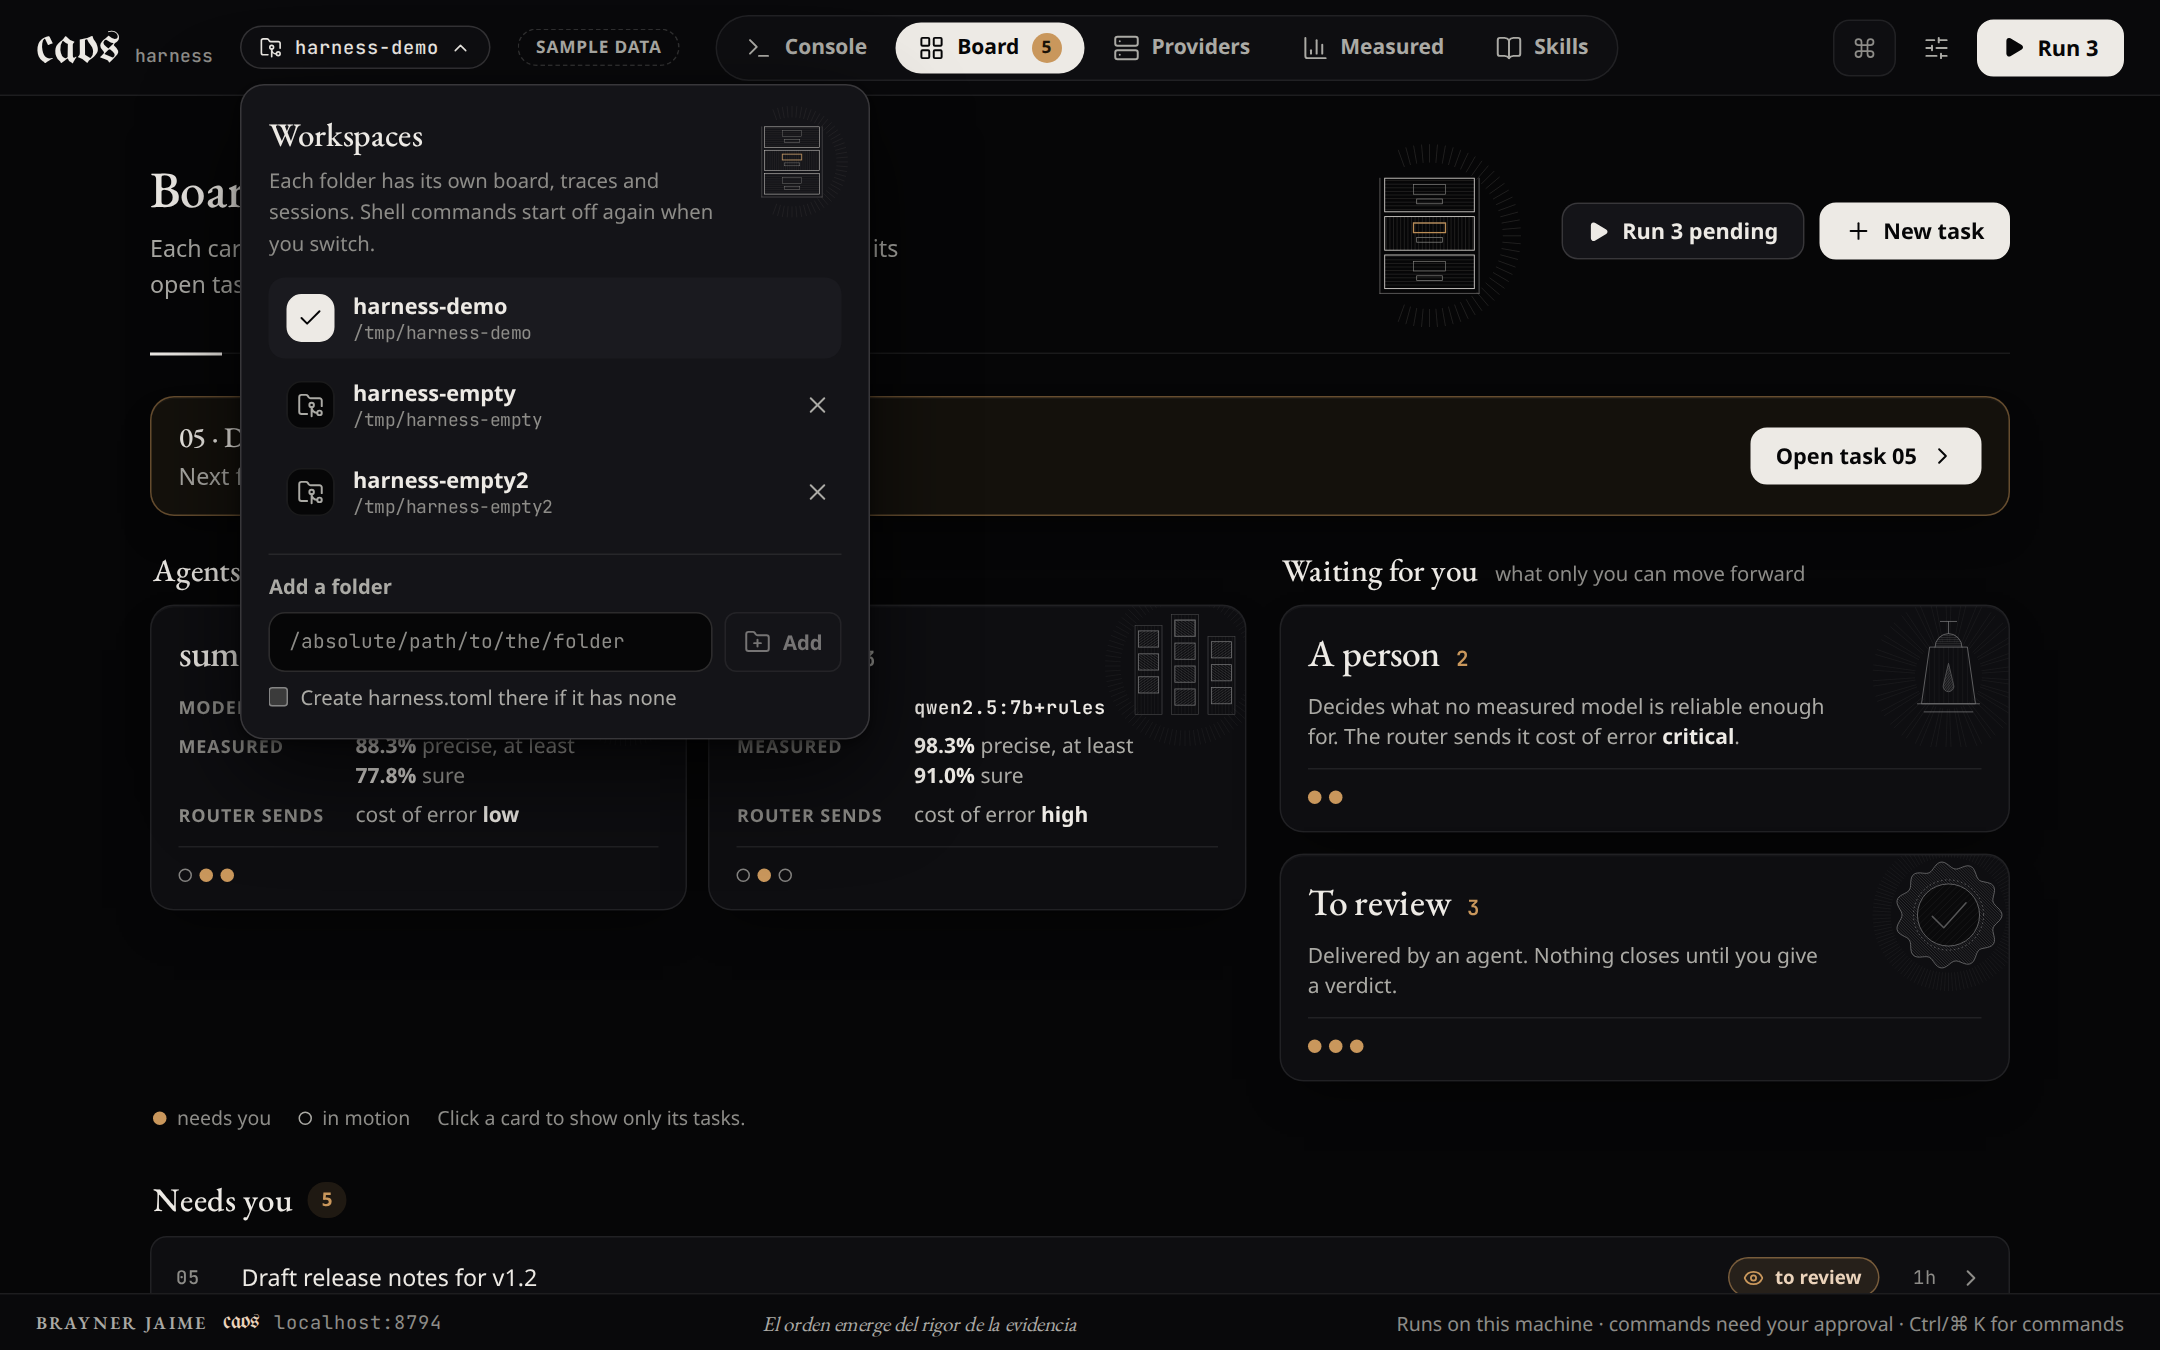 caos harness
harness-demo
SAMPLE DATA
Console
Board 5
Providers
Measured
Skills
⌘
Run 3
Workspaces
Each folder has its own board, traces and
sessions. Shell commands start off again when
you switch.
harness-demo
/tmp/harness-demo
harness-empty
/tmp/harness-empty
harness-empty2
/tmp/harness-empty2
Add a folder
/absolute/path/to/the/folder
Add
Create harness.toml there if it has none
its
Run 3 pending
New task
05 ·
Next
Open task 05
Agents
Waiting for you what only you can move forward
qwen2.5:7b+rules
MEASURED
88.3% precise, at least
77.8% sure
ROUTER SENDS
cost of error low
MEASURED
98.3% precise, at least
91.0% sure
ROUTER SENDS
cost of error high
A person 2
Decides what no measured model is reliable enough
for. The router sends it cost of error critical.
To review 3
Delivered by an agent. Nothing closes until you give
a verdict.
needs you
in motion
Click a card to show only its tasks.
Needs you 5
05 Draft release notes for v1.2
to review
1h
BRAYNER JAIME caos localhost:8794
El orden emerge del rigor de la evidencia
Runs on this machine · commands need your approval · Ctrl/⌘ K for commands